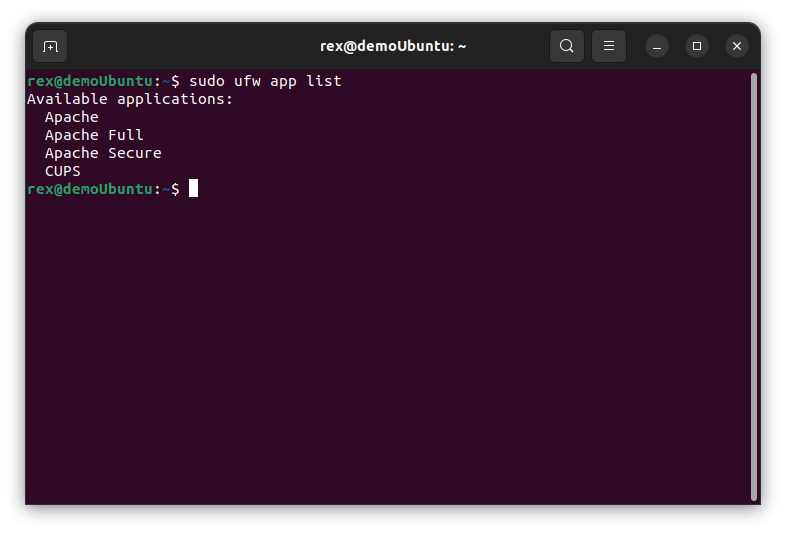 rex@demoUbuntu: ~
rex@demoUbuntu:~$ sudo ufw app list
Available applications:
  Apache
  Apache Full
  Apache Secure
  CUPS
rex@demoUbuntu:~$